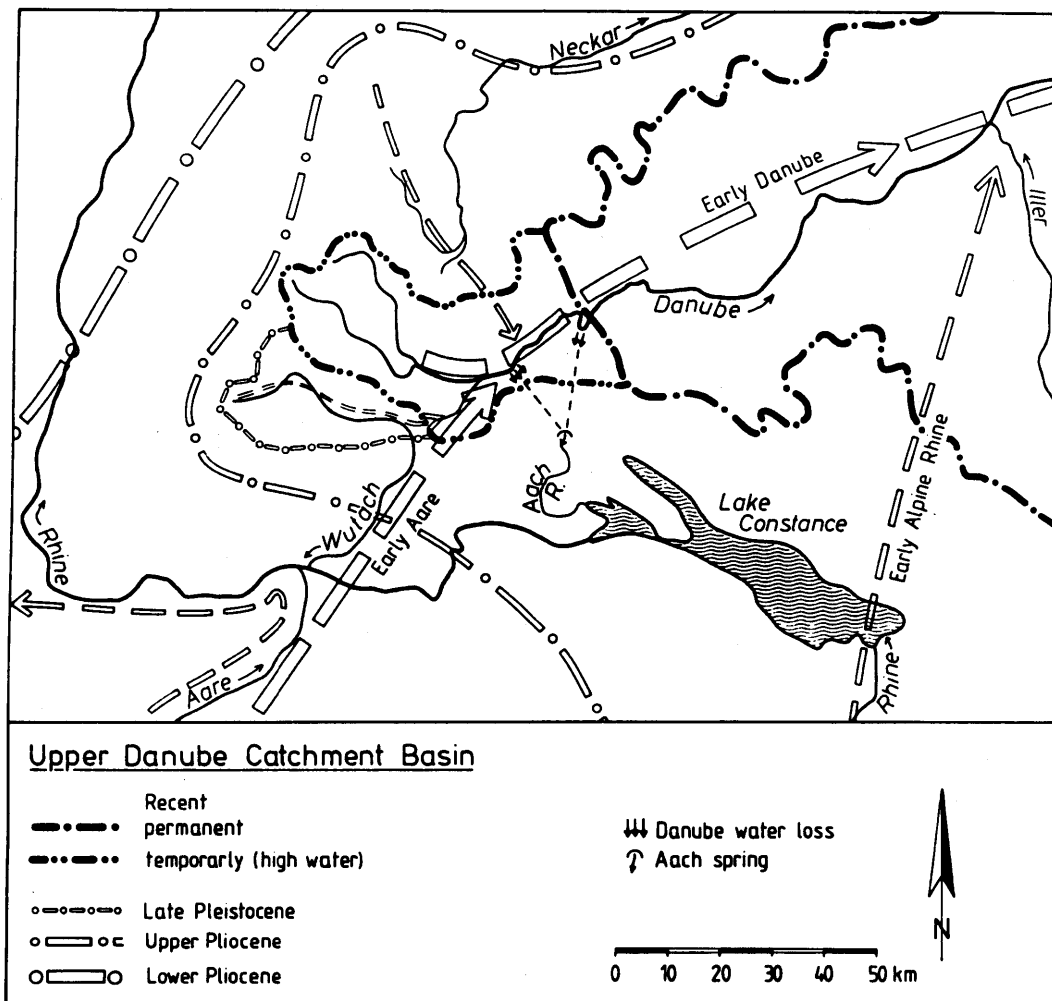 Neckar
Early Danube
Iller
Danube
Aach
R.
Lake
Constance
Early Alpine Rhine
Rhine
Wutach
Early Aare
Aare
Rhine
Upper Danube Catchment Basin
Recent
permanent
temporarly (high water)
Late Pleistocene
Upper Pliocene
Lower Pliocene
Danube water loss
Aach spring
N
0 10 20 30 40 50 km